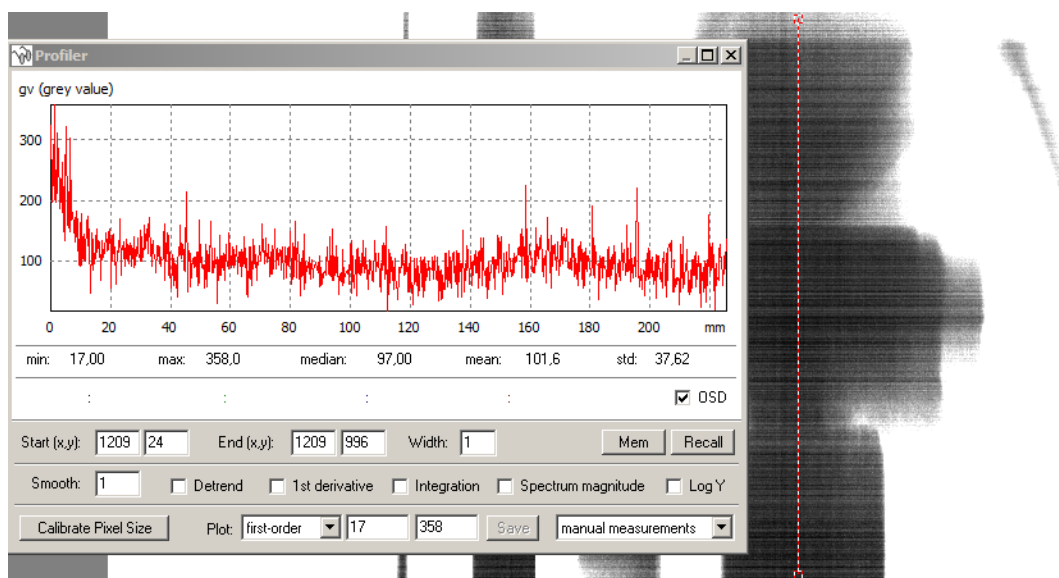 Profiler
gv (grey value)
300
200
100
0 20 40 60 80 100 120 140 160 180 200 mm
min: 17,00 max: 358,0 median: 97,00 mean: 101,6 std: 37,62
: : : : OSD
Start (x,y): 1209 24 End (x,y): 1209 996 Width: 1 Mem Recall
Smooth: 1 Detrend 1st derivative Integration Spectrum magnitude Log Y
Calibrate Pixel Size Plot: first-order 17 358 Save manual measurements